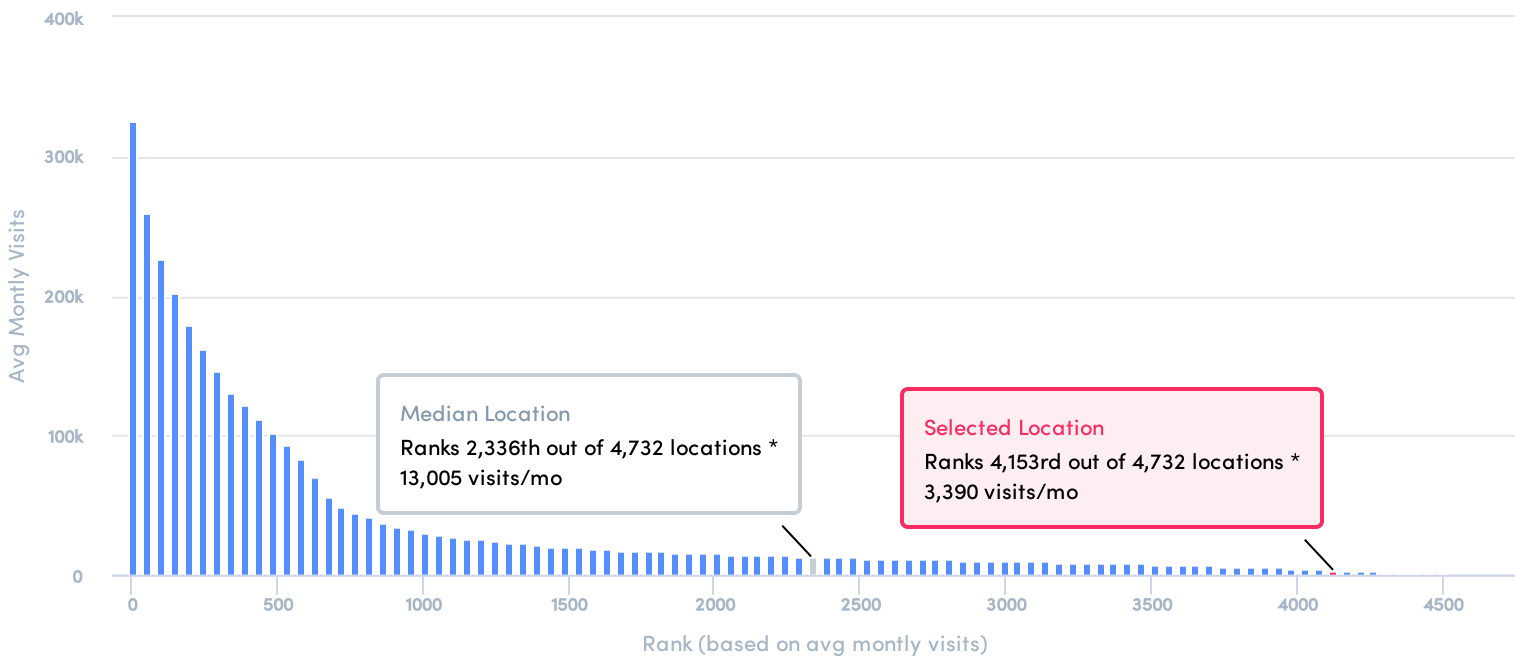 400k
300k
200k
100k
0
Avg Montly Visits
Median Location
Ranks 2,336th out of 4,732 locations *
13,005 visits/mo
Selected Location
Ranks 4,153rd out of 4,732 locations *
3,390 visits/mo
0 500 1000 1500 2000 2500 3000 3500 4000 4500
Rank (based on avg montly visits)